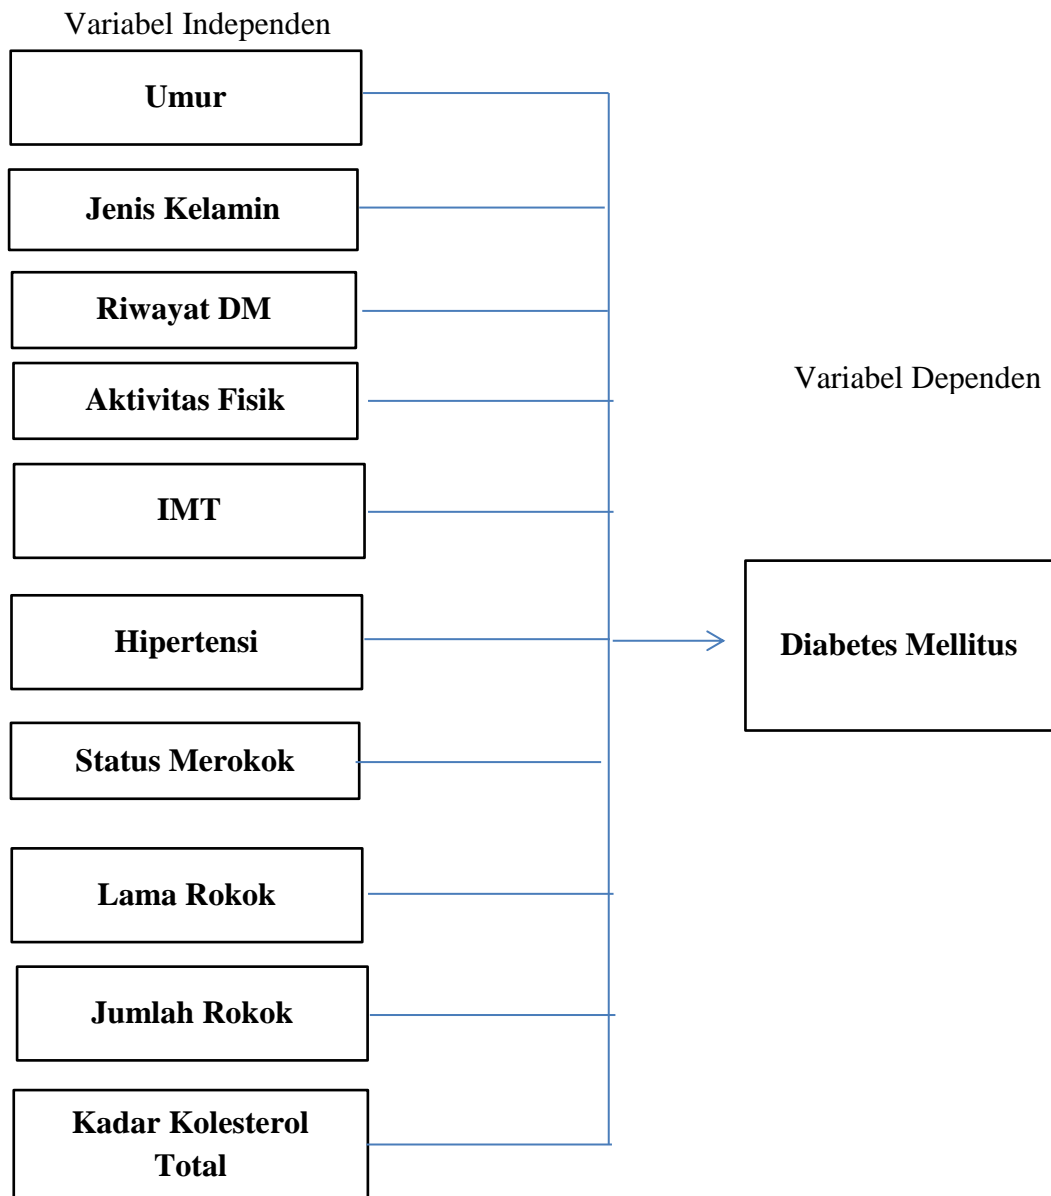 Variabel Independen
Umur
Jenis Kelamin
Riwayat DM
Aktivitas Fisik
Variabel Dependen
IMT
Hipertensi
Diabetes Mellitus
Status Merokok
Lama Rokok
Jumlah Rokok
Kadar Kolesterol
Total